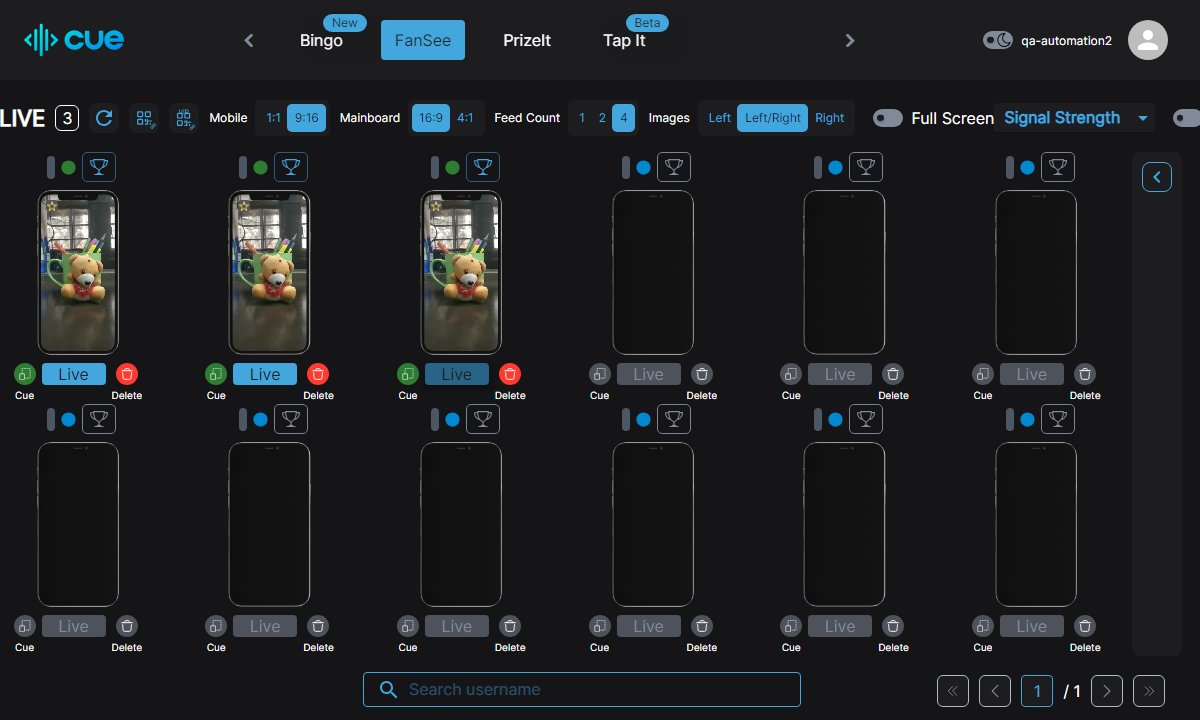 New
Beta
cue
Bingo
FanSee
PrizeIt
Tap It
qa-automation2
LIVE
3
VIP
Mobile
1:1
9:16
Mainboard
16:9
4:1
Feed Count
1
2
4
Images
Left
Left/Right
Right
Full Screen
Signal Strength
Live
Live
Live
Live
Live
Live
Cue
Delete
Cue
Delete
Cue
Delete
Cue
Delete
Cue
Delete
Cue
Delete
Live
Live
Live
Live
Live
Live
Cue
Delete
Cue
Delete
Cue
Delete
Cue
Delete
Cue
Delete
Cue
Delete
Search username
1
/ 1